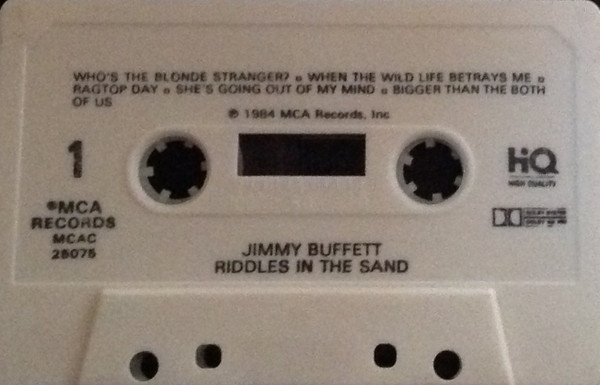 WHO'S THE BLONDE STRANGER? • WHEN THE WILD LIFE BETRAYS ME •
RAGTOP DAY • SHE'S GOING OUT OF MY MIND • BIGGER THAN THE BOTH
OF US
℗ 1984 MCA Records, Inc
1
HQ
HIGH QUALITY
®MCA
RECORDS
MCAC
25075
JIMMY BUFFETT
RIDDLES IN THE SAND